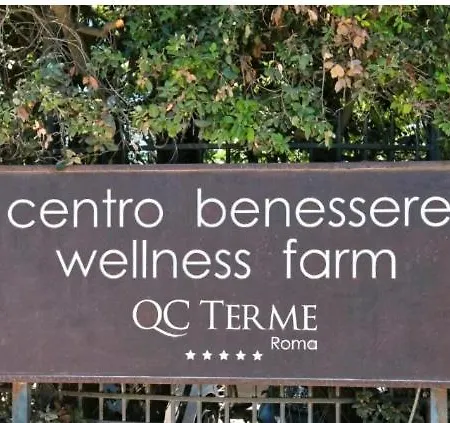 centro benessere
wellness farm
QC TERME
Roma